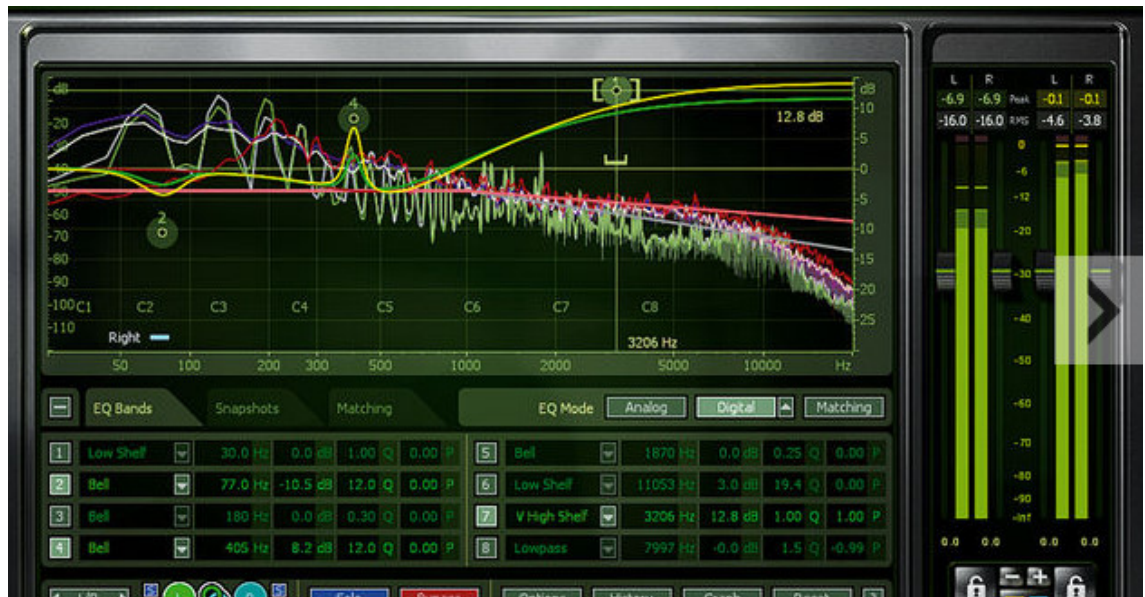 L R L R
-6.9 -6.9 Peak -0.1 -0.1
-16.0 -16.0 RMS -4.6 -3.8
dB dB
4
12.8 dB
-20 10
5
0
-6
-12
-20
-30
-40
-50
-60
-70
-80
-90
-Inf
2
-60 -5
-70 -10
-80 -15
-90 -20
-100 -25
-110
C1 C2 C3 C4 C5 C6 C7 C8
Right
3206 Hz
50 100 200 300 500 1000 2000 5000 10000 Hz
EQ Bands Snapshots Matching EQ Mode Analog Digital Matching
1 Low Shelf 30.0 Hz 0.0 dB 1.00 Q 0.00 P 5 Bell 1870 Hz 0.0 dB 0.25 Q 0.00 P
2 Bell 77.0 Hz -10.5 dB 12.0 Q 0.00 P 6 Low Shelf 11053 Hz 3.0 dB 19.4 Q 0.00 P
3 Bell 180 Hz 0.0 dB 0.30 Q 0.00 P 7 V High Shelf 3206 Hz 12.8 dB 1.00 Q 1.00 P
4 Bell 405 Hz 8.2 dB 12.0 Q 0.00 P 8 Lowpass 7997 Hz -0.0 dB 1.5 Q -0.99 P
0.0 0.0 0.0 0.0